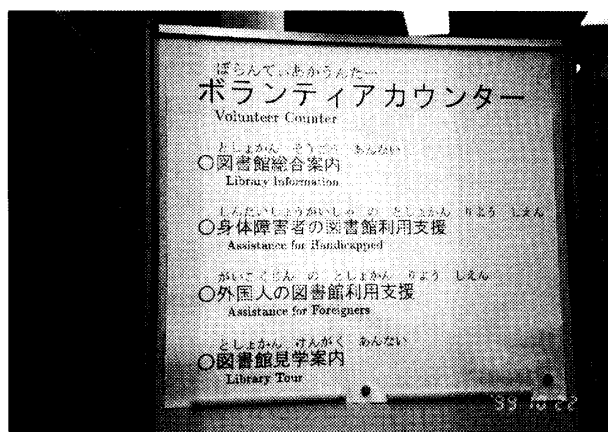 ぼらんてぃあかうんたー
ボランティアカウンター
Volunteer Counter
としょかん そうごう あんない
○図書館総合案内
Library Information
しんたいしょうがいしゃ の としょかん りよう しえん
○身体障害者の図書館利用支援
Assistance for Handicapped
がいこくじん の としょかん りよう しえん
○外国人の図書館利用支援
Assistance for Foreigners
としょかん けんがく あんない
○図書館見学案内
Library Tour